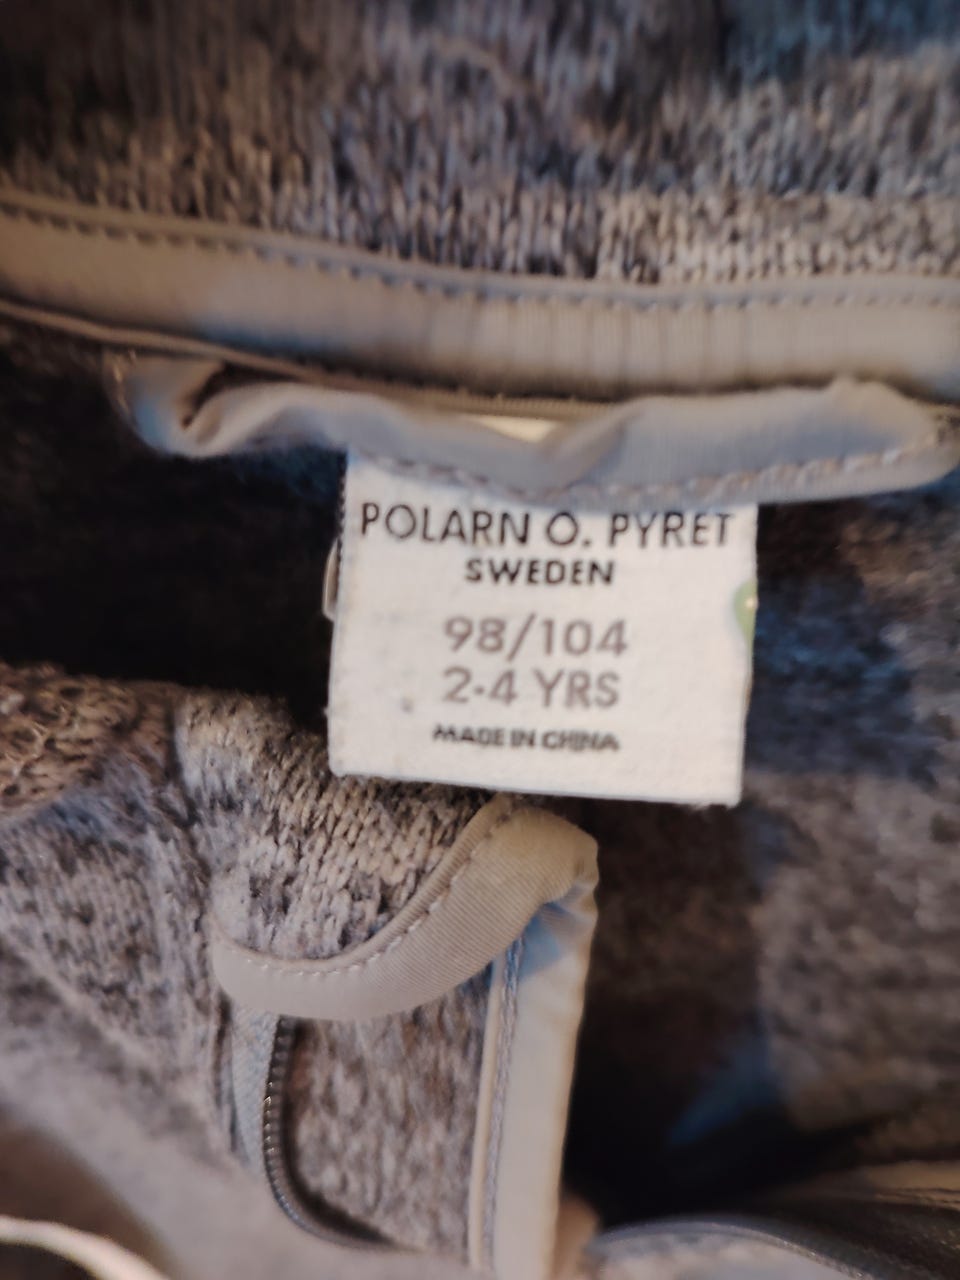 POLARN O. PYRET
SWEDEN
98/104
2-4 YRS
MADE IN CHINA